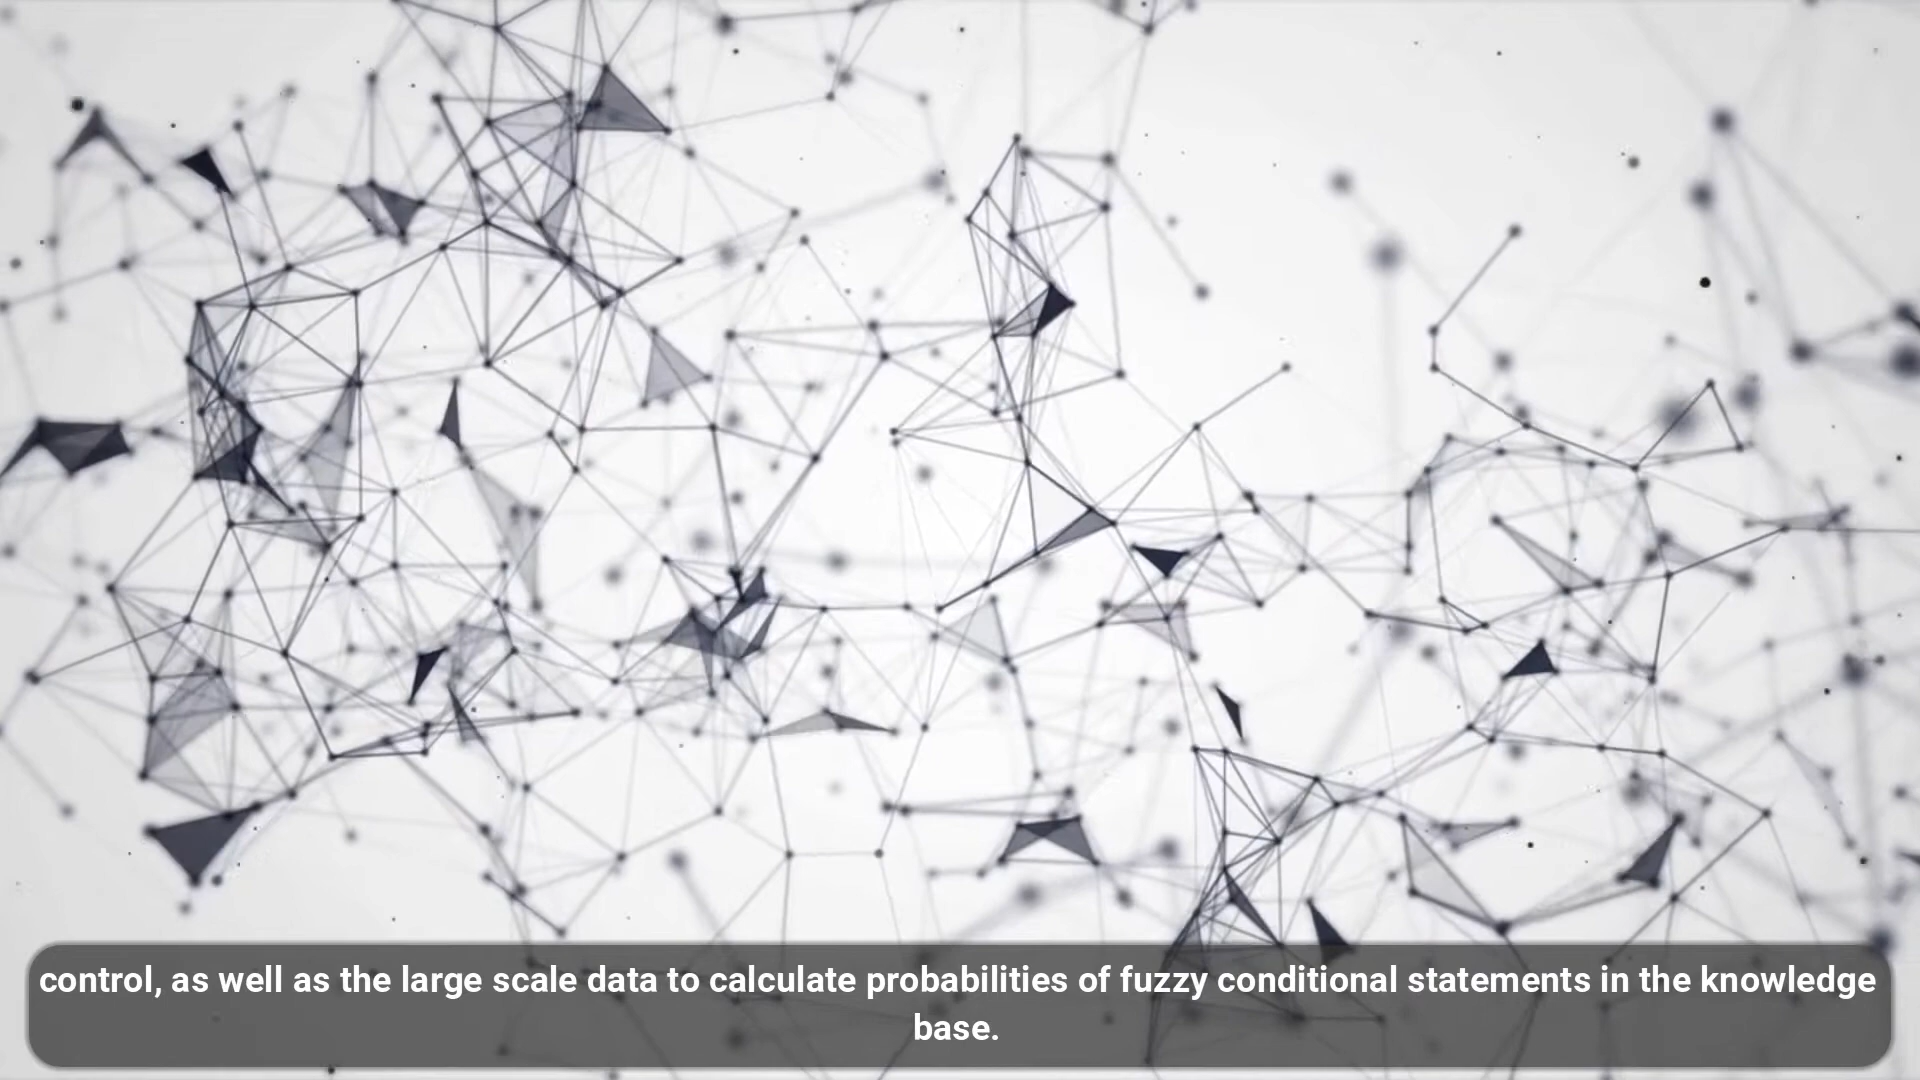 control, as well as the large scale data to calculate probabilities of fuzzy conditional statements in the knowledge
base.